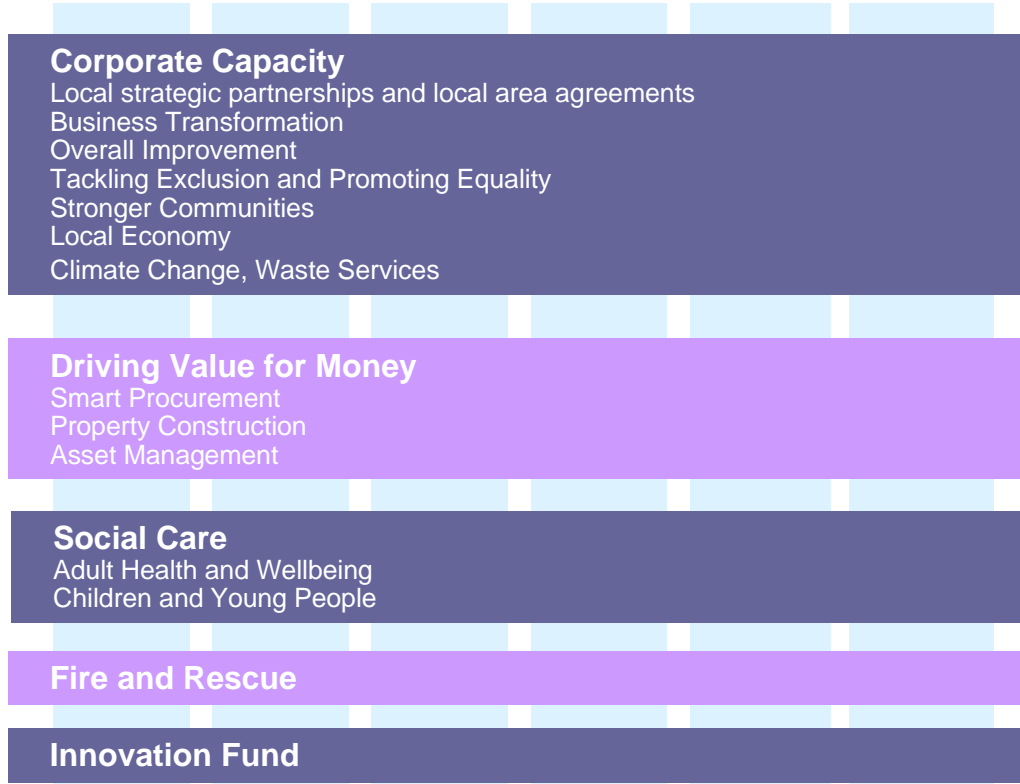 Corporate Capacity
Local strategic partnerships and local area agreements
Business Transformation
Overall Improvement
Tackling Exclusion and Promoting Equality
Stronger Communities
Local Economy
Climate Change, Waste Services
Driving Value for Money
Smart Procurement
Property Construction
Asset Management
Social Care
Adult Health and Wellbeing
Children and Young People
Fire and Rescue
Innovation Fund